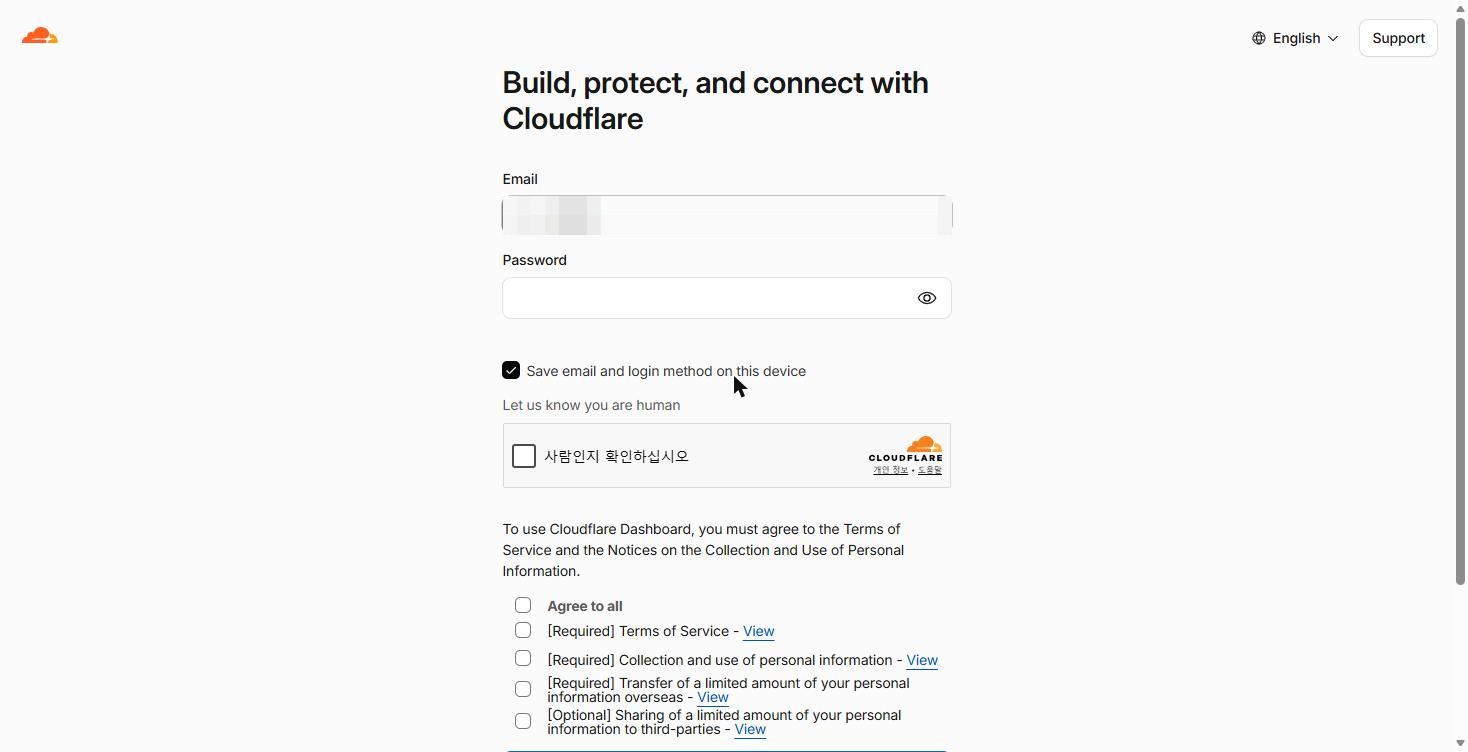 English
Support
Build, protect, and connect with
Cloudflare
Email
Password
Save email and login method on this device
Let us know you are human
사람인지 확인하십시오
CLOUDFLARE
개인 정보 • 도움말
To use Cloudflare Dashboard, you must agree to the Terms of
Service and the Notices on the Collection and Use of Personal
Information.
Agree to all
[Required] Terms of Service - View
[Required] Collection and use of personal information - View
[Required] Transfer of a limited amount of your personal
information overseas - View
[Optional] Sharing of a limited amount of your personal
information to third-parties - View